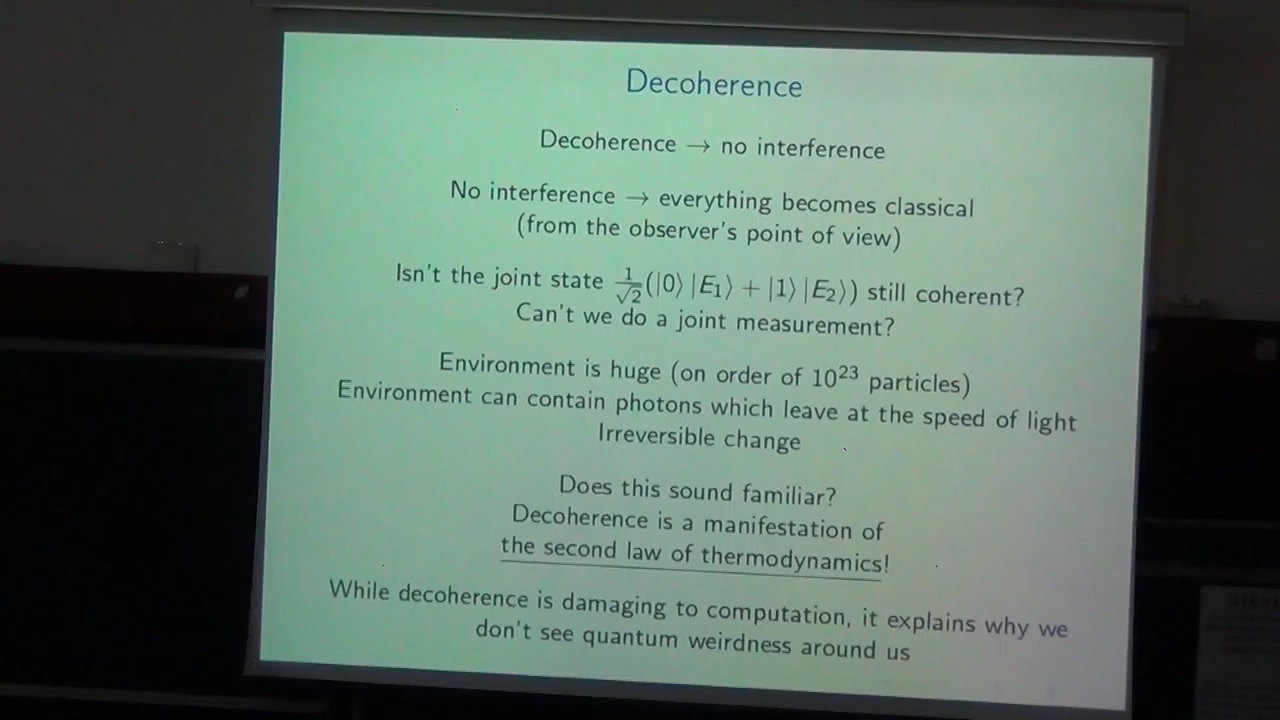 Decoherence
Decoherence → no interference
No interference → everything becomes classical
(from the observer's point of view)
Isn't the joint state 1/√2(|0⟩|E₁⟩ + |1⟩|E₂⟩) still coherent?
Can't we do a joint measurement?
Environment is huge (on order of 10²³ particles)
Environment can contain photons which leave at the speed of light
Irreversible change
Does this sound familiar?
Decoherence is a manifestation of
the second law of thermodynamics!
While decoherence is damaging to computation, it explains why we
don't see quantum weirdness around us